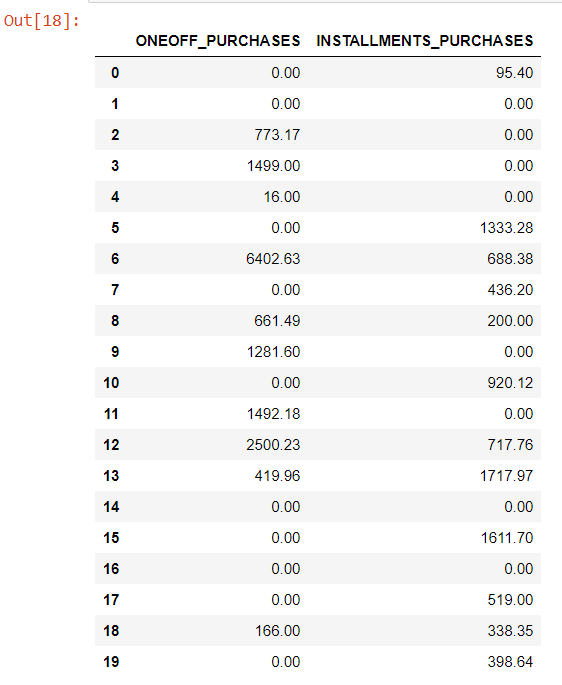 Out[18]:
ONEOFF_PURCHASES INSTALLMENTS_PURCHASES
0 0.00 95.40
1 0.00 0.00
2 773.17 0.00
3 1499.00 0.00
4 16.00 0.00
5 0.00 1333.28
6 6402.63 688.38
7 0.00 436.20
8 661.49 200.00
9 1281.60 0.00
10 0.00 920.12
11 1492.18 0.00
12 2500.23 717.76
13 419.96 1717.97
14 0.00 0.00
15 0.00 1611.70
16 0.00 0.00
17 0.00 519.00
18 166.00 338.35
19 0.00 398.64